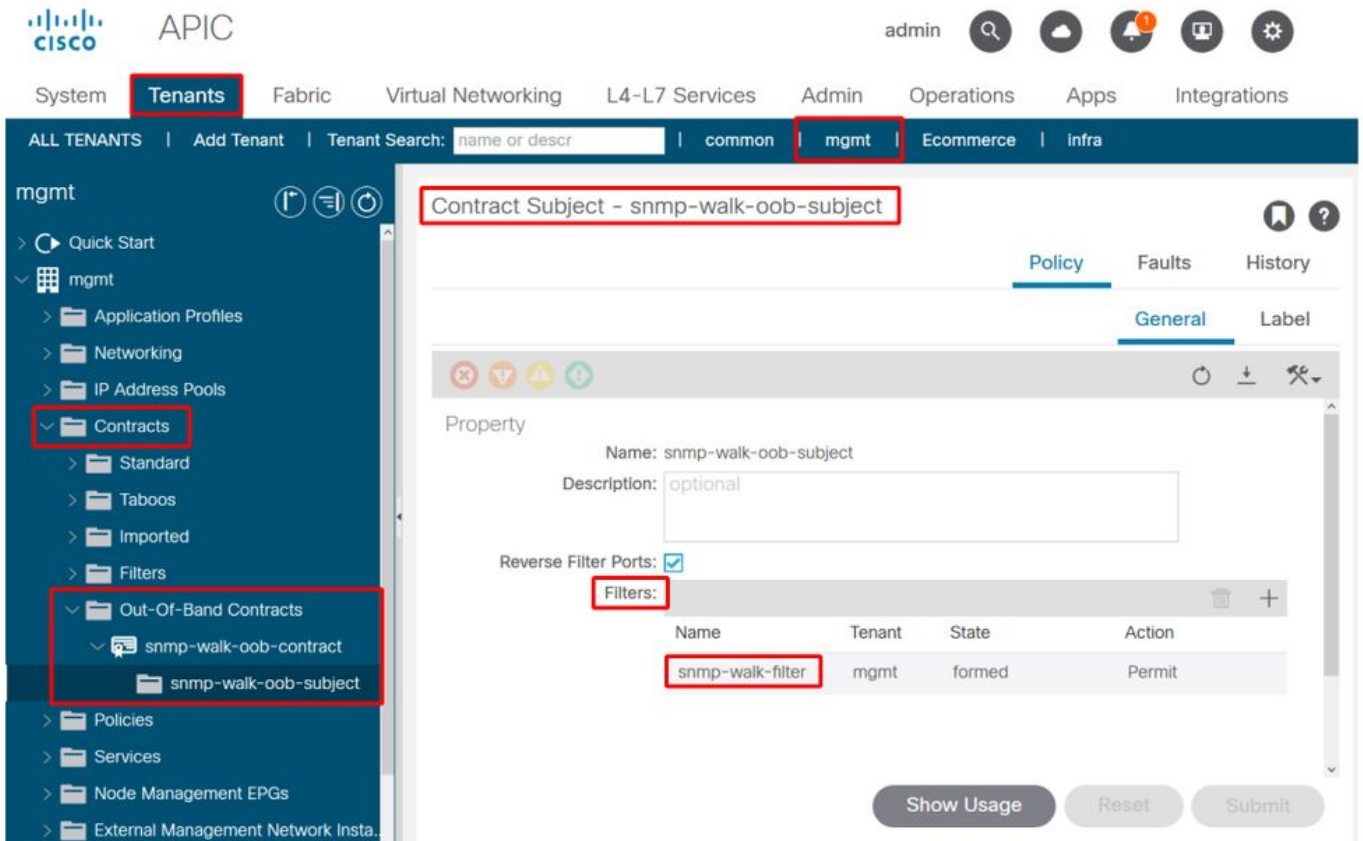 CISCO APIC admin 1
System Tenants Fabric Virtual Networking L4-L7 Services Admin Operations Apps Integrations
ALL TENANTS | Add Tenant | Tenant Search: name or descr | common | mgmt | Ecommerce | infra
mgmt
Quick Start
mgmt
Application Profiles
Networking
IP Address Pools
Contracts
Standard
Taboos
Imported
Filters
Out-Of-Band Contracts
snmp-walk-oob-contract
snmp-walk-oob-subject
Policies
Services
Node Management EPGs
External Management Network Insta..
Contract Subject - snmp-walk-oob-subject
?
Policy Faults History
General Label
Property
Name: snmp-walk-oob-subject
Description: optional
Reverse Filter Ports:
Filters:
Name Tenant State Action
snmp-walk-filter mgmt formed Permit
Show Usage Reset Submit